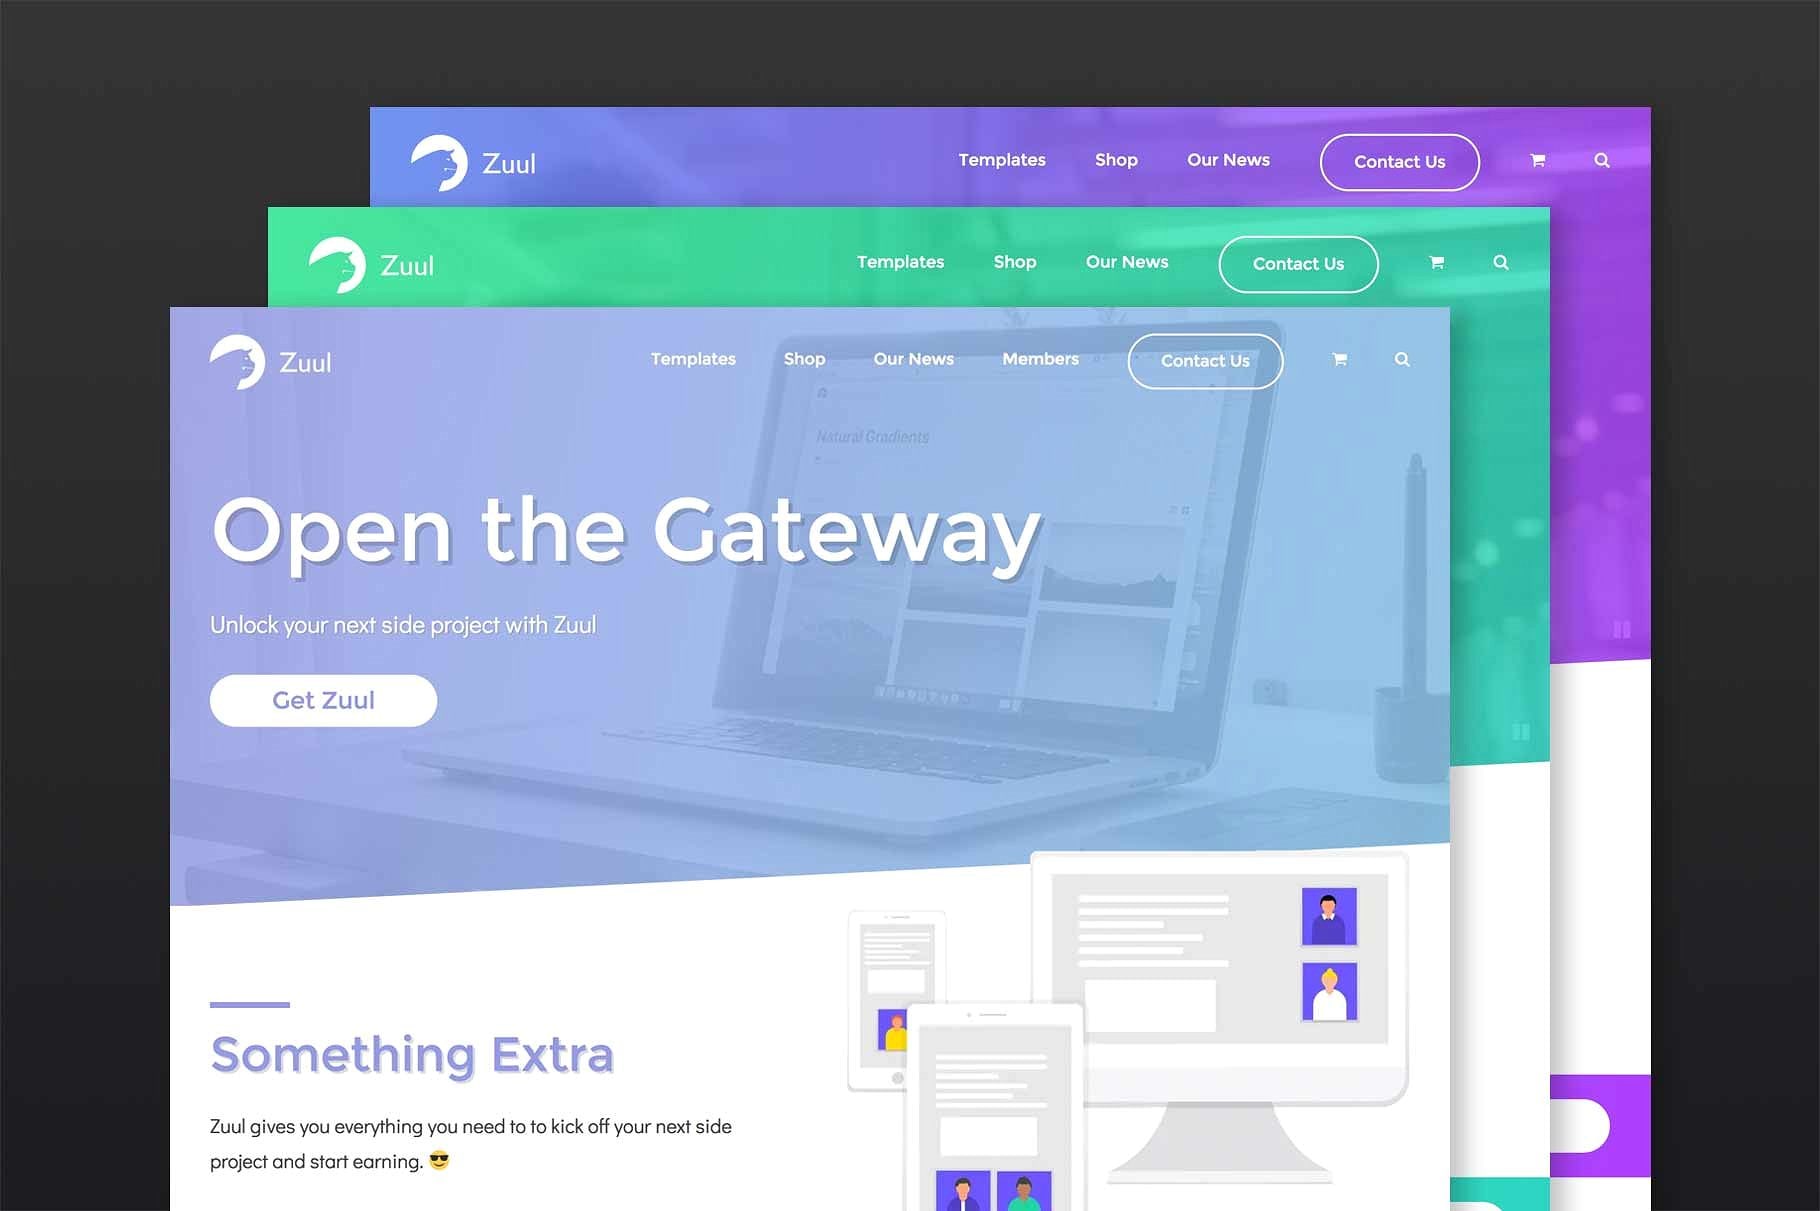 Zuul
Templates
Shop
Our News
Contact Us
Zuul
Templates
Shop
Our News
Contact Us
Zuul
Templates
Shop
Our News
Members
Contact Us
Natural Gradients
Open the Gateway
Unlock your next side project with Zuul
Get Zuul
Something Extra
Zuul gives you everything you need to to kick off your next side
project and start earning. 😎